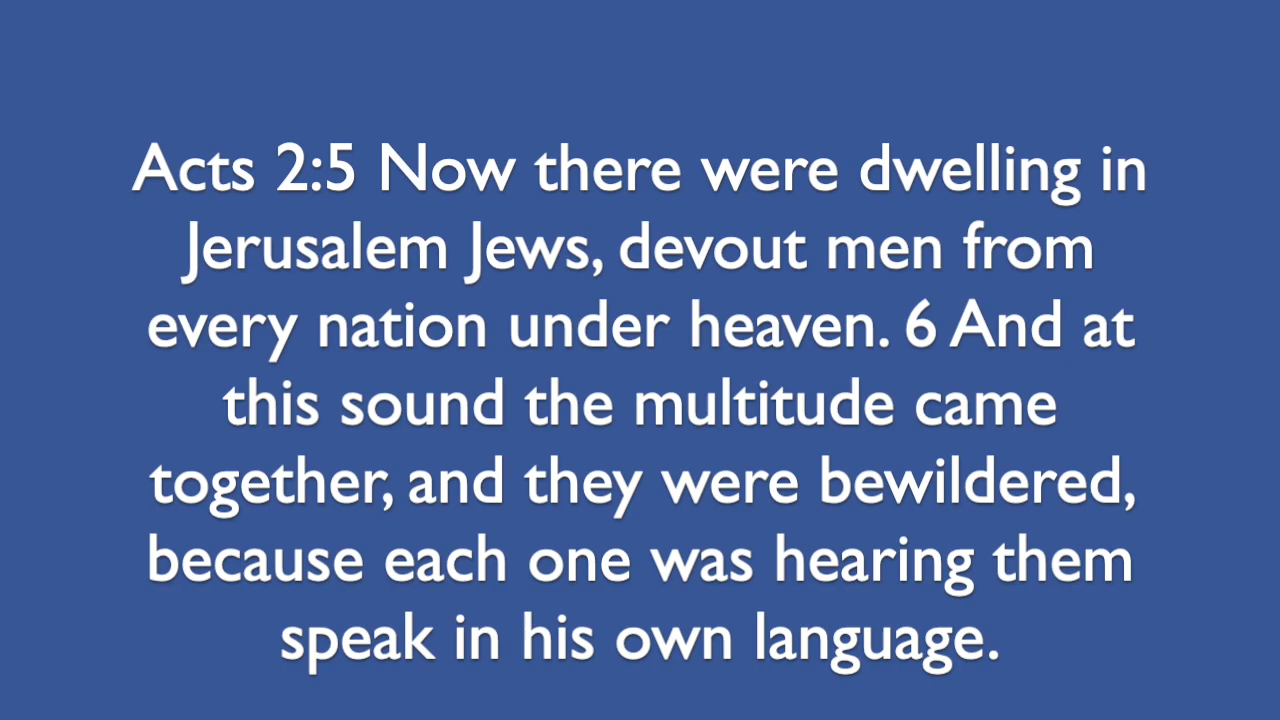 Acts 2:5 Now there were dwelling in
Jerusalem Jews, devout men from
every nation under heaven. 6 And at
this sound the multitude came
together, and they were bewildered,
because each one was hearing them
speak in his own language.